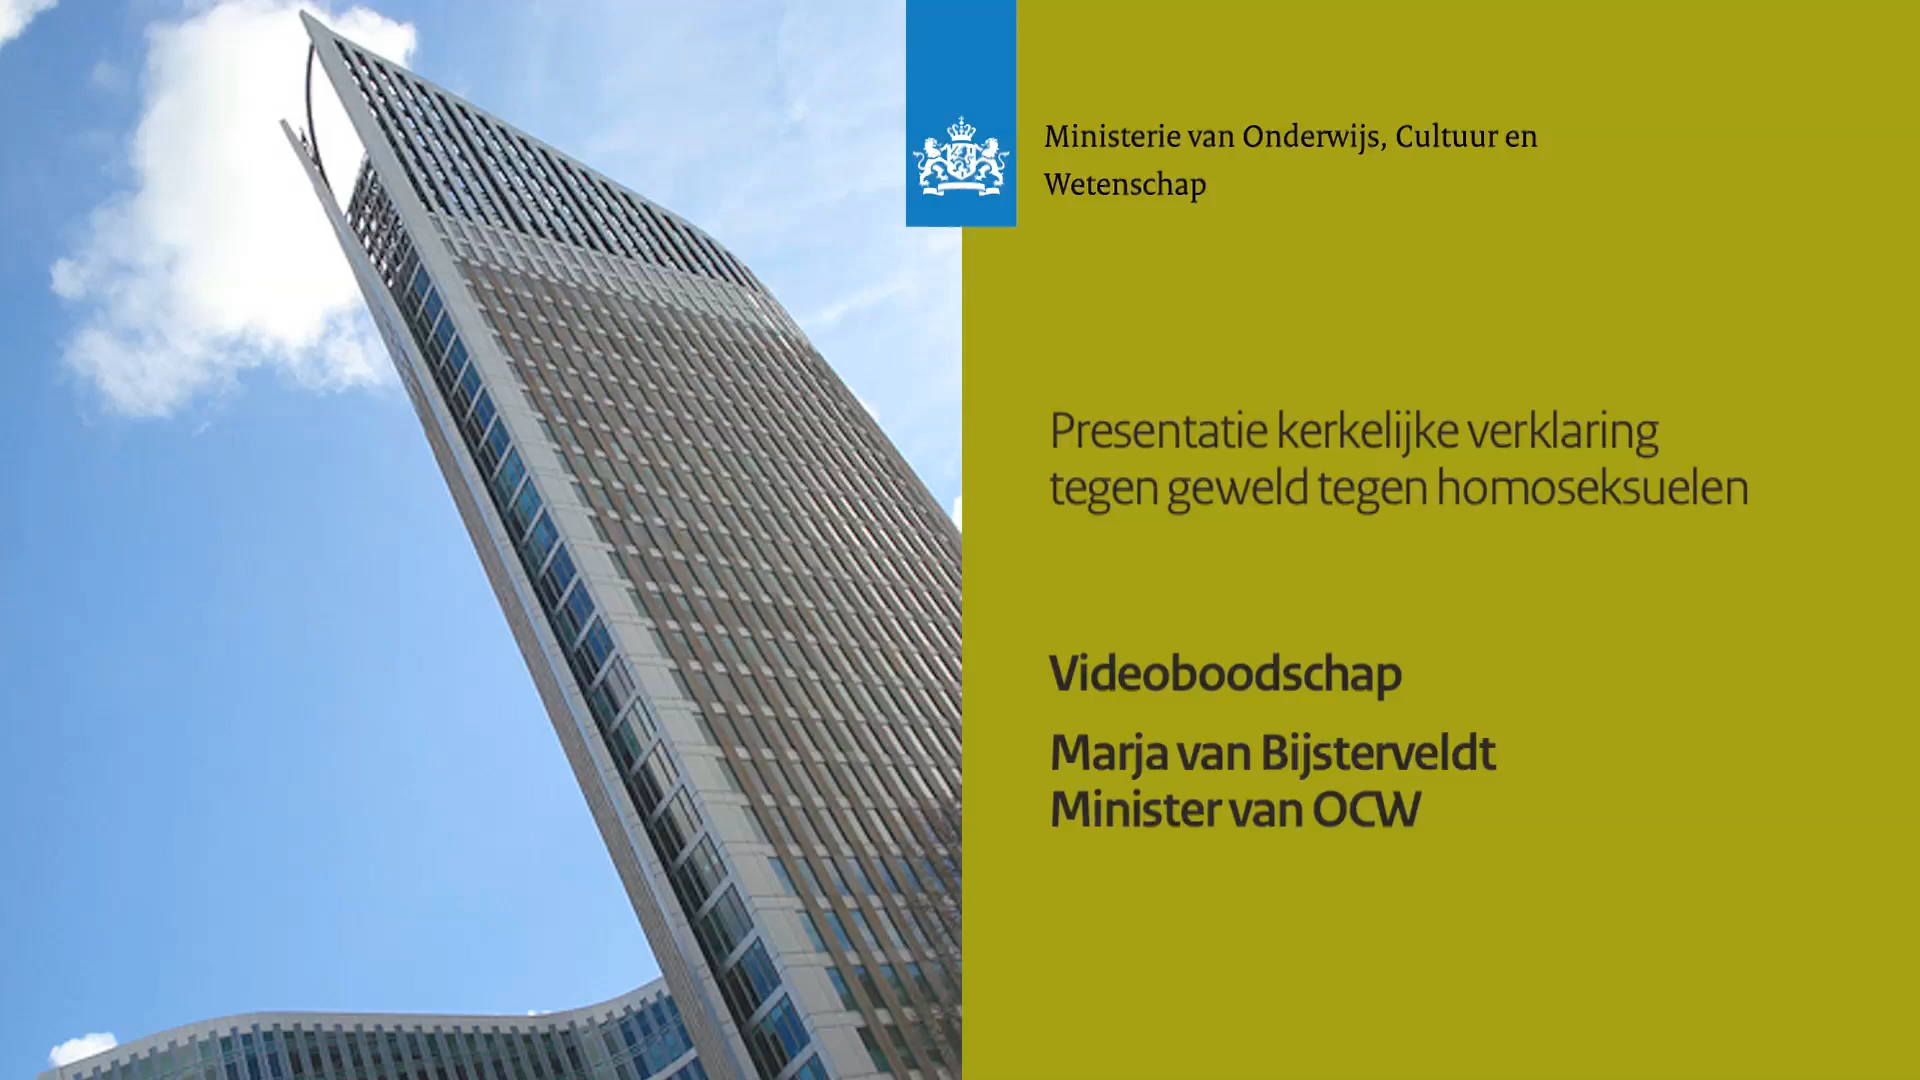 Ministerie van Onderwijs, Cultuur en
Wetenschap
Presentatie kerkelijke verklaring
tegen geweld tegen homoseksuelen
Videoboodschap
Marja van Bijsterveldt
Minister van OCW